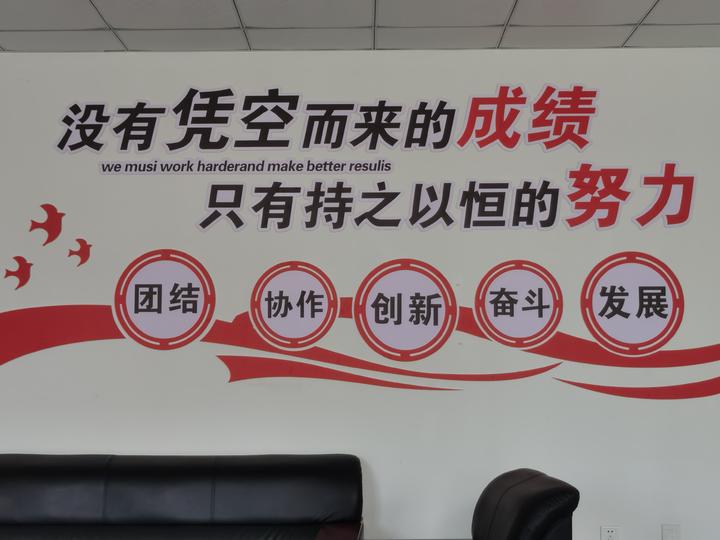 没有凭空而来的成绩
we musi work harderand make better resulis
只有持之以恒的努力
团结
协作
创新
奋斗
发展